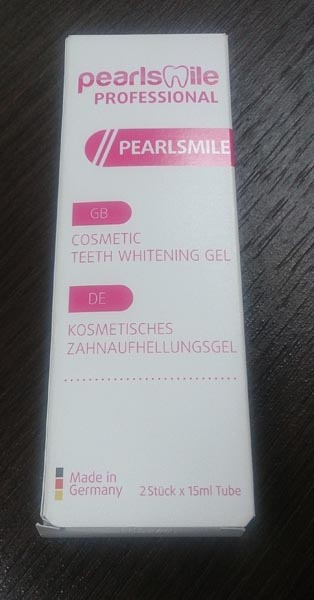 pearlsmile
PROFESSIONAL
PEARLSMILE
GB
COSMETIC
TEETH WHITENING GEL
DE
KOSMETISCHES
ZAHNAUFHELLUNGSGEL
Made in
Germany
2 Stück x 15ml Tube